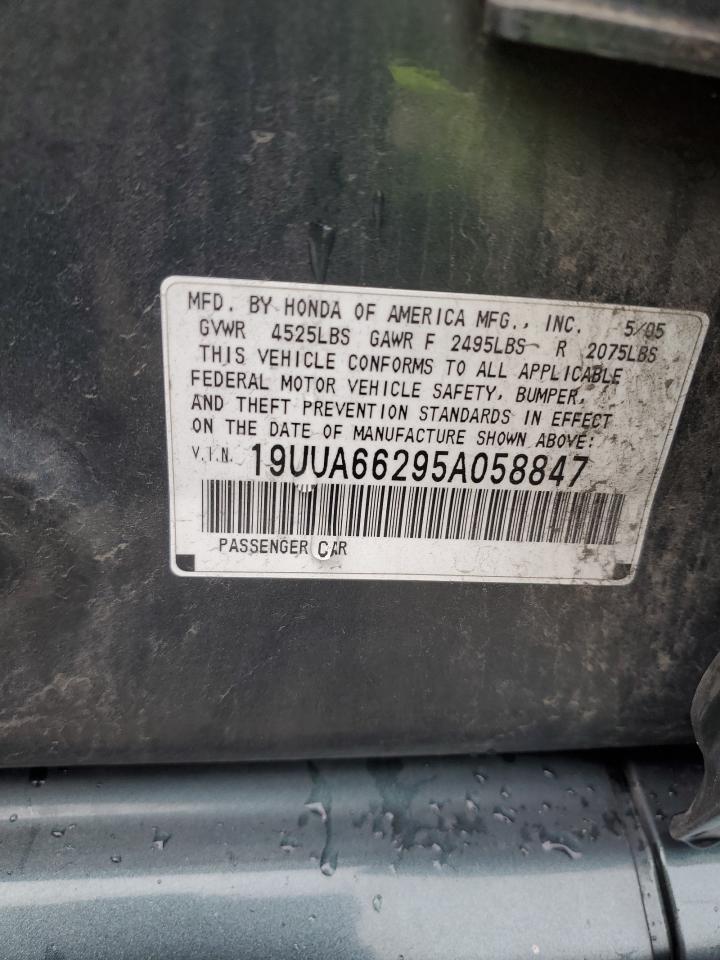 MFD. BY HONDA OF AMERICA MFG., INC. 5/05
GVWR 4525LBS GAWR F 2495LBS R 2075LBS
THIS VEHICLE CONFORMS TO ALL APPLICABLE
FEDERAL MOTOR VEHICLE SAFETY, BUMPER,
AND THEFT PREVENTION STANDARDS IN EFFECT
ON THE DATE OF MANUFACTURE SHOWN ABOVE:
V.I.N. 19UUA66295A058847
PASSENGER CAR